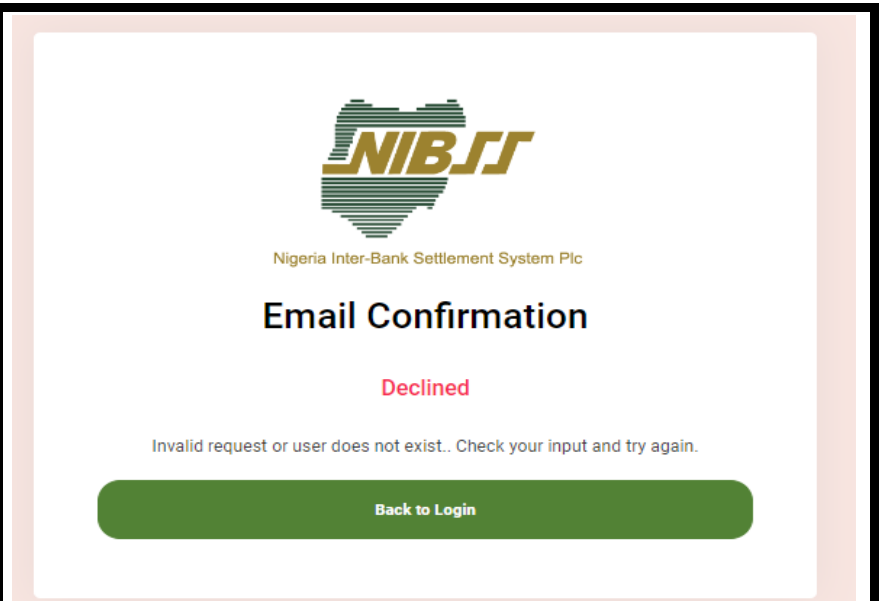 NIBSS
Nigeria Inter-Bank Settlement System Plc
Email Confirmation
Declined
Invalid request or user does not exist.. Check your input and try again.
Back to Login